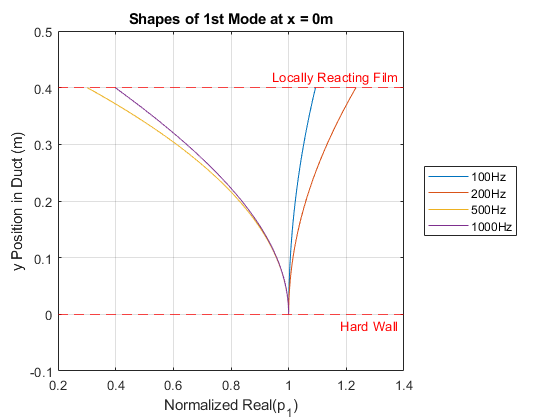 Shapes of 1st Mode at x = 0m
0.5
0.4
0.3
0.2
0.1
0
-0.1
y Position in Duct (m)
Locally Reacting Film
Hard Wall
0.2 0.4 0.6 0.8 1 1.2 1.4
Normalized Real(p1)
100Hz
200Hz
500Hz
1000Hz